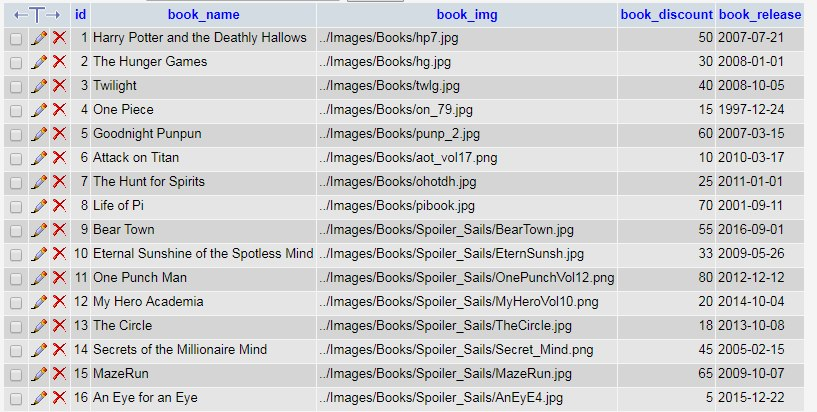 id book_name book_img book_discount book_release
1 Harry Potter and the Deathly Hallows ../Images/Books/hp7.jpg 50 2007-07-21
2 The Hunger Games ../Images/Books/hg.jpg 30 2008-01-01
3 Twilight ../Images/Books/twlg.jpg 40 2008-10-05
4 One Piece ../Images/Books/on_79.jpg 15 1997-12-24
5 Goodnight Punpun ../Images/Books/punp_2.jpg 60 2007-03-15
6 Attack on Titan ../Images/Books/aot_vol17.png 10 2010-03-17
7 The Hunt for Spirits ../Images/Books/ohotdh.jpg 25 2011-01-01
8 Life of Pi ../Images/Books/pibook.jpg 70 2001-09-11
9 Bear Town ../Images/Books/Spoiler_Sails/BearTown.jpg 55 2016-09-01
10 Eternal Sunshine of the Spotless Mind ../Images/Books/Spoiler_Sails/EternSunsh.jpg 33 2009-05-26
11 One Punch Man ../Images/Books/Spoiler_Sails/OnePunchVol12.png 80 2012-12-12
12 My Hero Academia ../Images/Books/Spoiler_Sails/MyHeroVol10.png 20 2014-10-04
13 The Circle ../Images/Books/Spoiler_Sails/TheCircle.jpg 18 2013-10-08
14 Secrets of the Millionaire Mind ../Images/Books/Spoiler_Sails/Secret_Mind.png 45 2005-02-15
15 MazeRun ../Images/Books/Spoiler_Sails/MazeRun.jpg 65 2009-10-07
16 An Eye for an Eye ../Images/Books/Spoiler_Sails/AnEyE4.jpg 5 2015-12-22